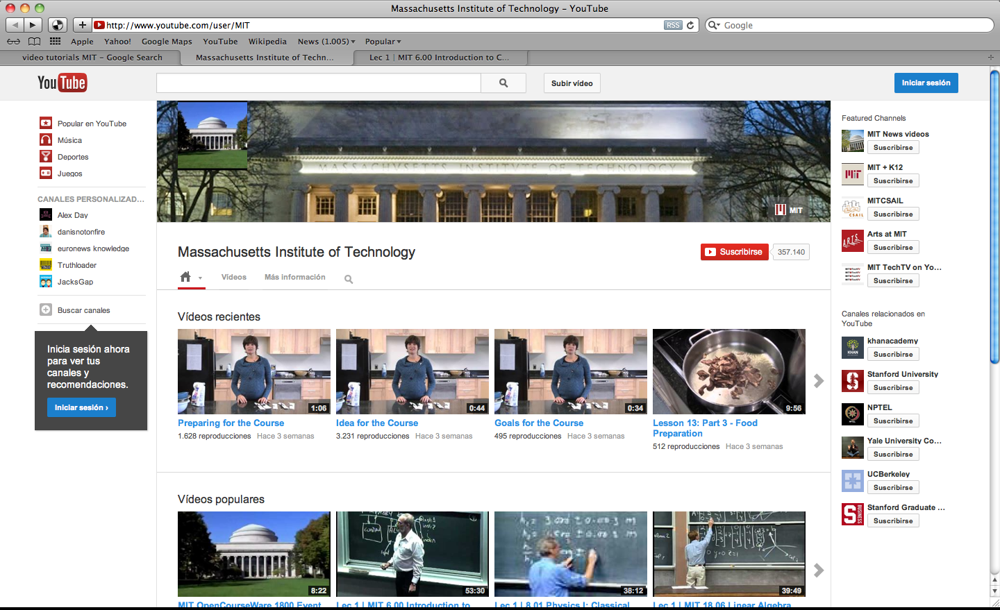 Massachusetts Institute of Technology – YouTube
http://www.youtube.com/user/MIT
RSS
Google
Apple Yahoo! Google Maps YouTube Wikipedia News (1.005) Popular
video tutorials MIT – Google Search
Massachusetts Institute of Techn...
Lec 1 | MIT 6.00 Introduction to C...
YouTube
Subir vídeo
Iniciar sesión
Popular en YouTube
Música
Deportes
Juegos
CANALES PERSONALIZAD...
Alex Day
danisnotonfire
euronews knowledge
Truthloader
JacksGap
Buscar canales
Inicia sesión ahora
para ver tus
canales y
recomendaciones.
Iniciar sesión ›
MASSACHVSETTS INSTITVTE OF TECHNOLOGY
MIT
Massachusetts Institute of Technology
Suscribirse
357.140
Vídeos
Más información
Vídeos recientes
1:06
Preparing for the Course
1.628 reproducciones Hace 3 semanas
0:44
Idea for the Course
3.231 reproducciones Hace 3 semanas
0:34
Goals for the Course
495 reproducciones Hace 3 semanas
9:56
Lesson 13: Part 3 - Food
Preparation
512 reproducciones Hace 3 semanas
Vídeos populares
8:22
MIT OpenCourseWare 1800 Event
53:30
Lec 1 | MIT 6.00 Introduction to
38:12
Lec 1 | 8.01 Physics I: Classical
39:49
Lec 1 | MIT 18.06 Linear Algebra
Featured Channels
MIT News videos
Suscribirse
MIT + K12
Suscribirse
MITCSAIL
Suscribirse
Arts at MIT
Suscribirse
MIT TechTV on Yo...
Suscribirse
Canales relacionados en
YouTube
khanacademy
Suscribirse
Stanford University
Suscribirse
NPTEL
Suscribirse
Yale University Co...
Suscribirse
UCBerkeley
Suscribirse
Stanford Graduate ...
Suscribirse